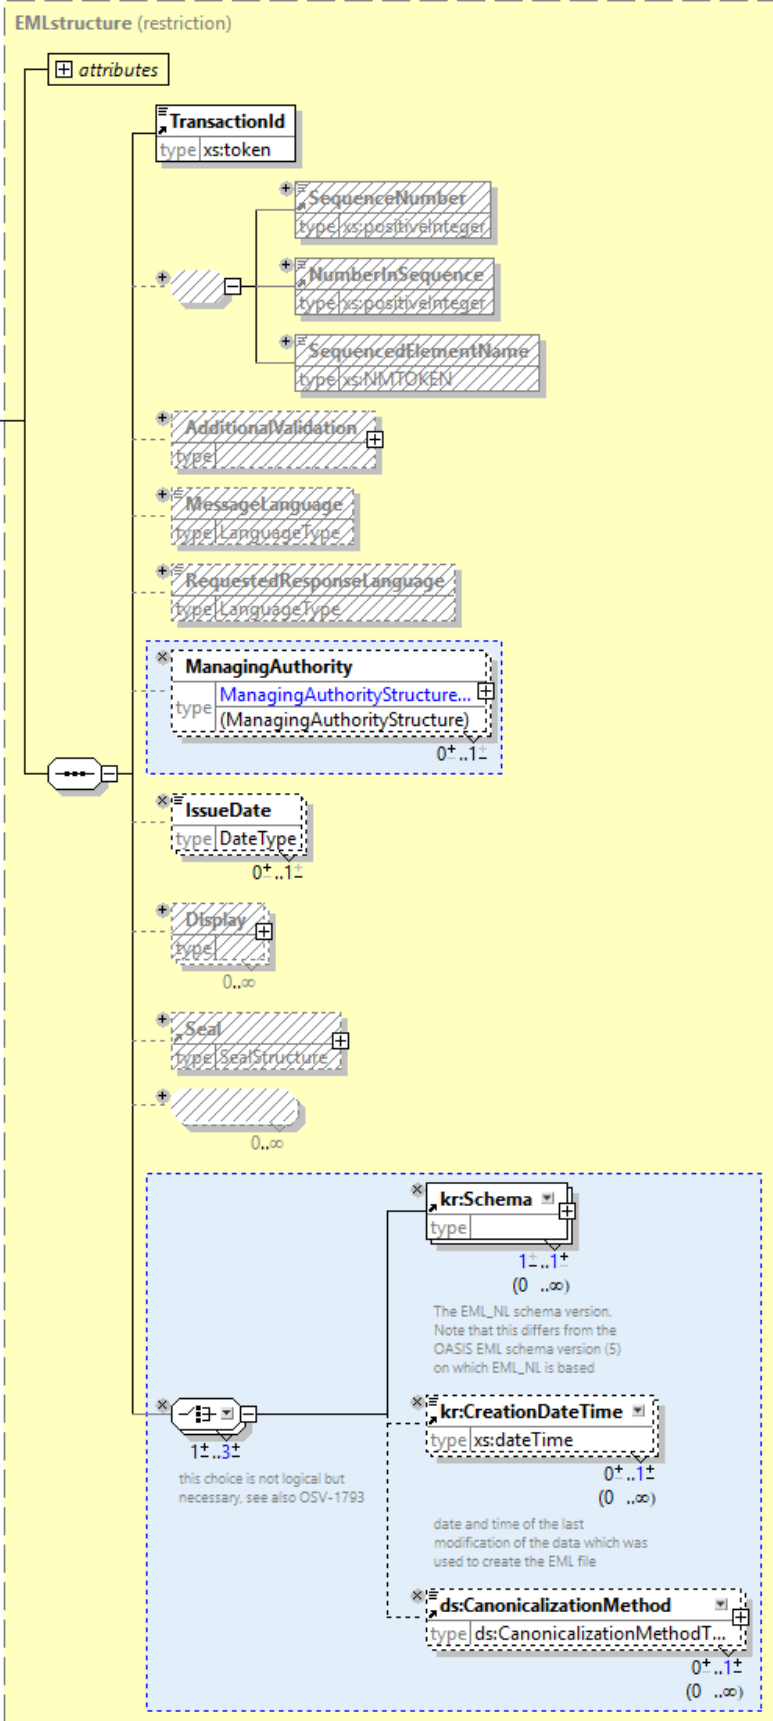 EMLstructure (restriction)
attributes
TransactionId
type xs:token
SequenceNumber
type xs:positiveInteger
NumberInSequence
type xs:positiveInteger
SequencedElementName
type xs:NMTOKEN
AdditionalValidation
type
MessageLanguage
type LanguageType
RequestedResponseLanguage
type LanguageType
ManagingAuthority
type ManagingAuthorityStructure...
(ManagingAuthorityStructure)
0±..1±
IssueDate
type DateType
0±..1±
Display
type
0..∞
Seal
type SealStructure
0..∞
kr:Schema
type
1±..1±
(0 ..∞)
The EML_NL schema version.
Note that this differs from the
OASIS EML schema version (5)
on which EML_NL is based
1±..3±
this choice is not logical but
necessary, see also OSV-1793
kr:CreationDateTime
type xs:dateTime
0±..1±
(0 ..∞)
date and time of the last
modification of the data which was
used to create the EML file
ds:CanonicalizationMethod
type ds:CanonicalizationMethodT...
0±..1±
(0 ..∞)